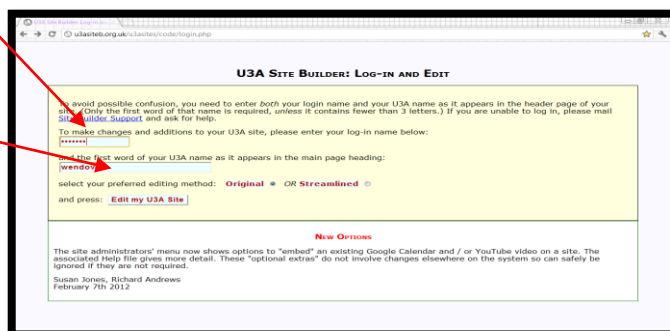 u3asiteb.org.uk/u3asites/code/login.php
U3A SITE BUILDER: LOG-IN AND EDIT
To avoid possible confusion, you need to enter both your login name and your U3A name as it appears in the header page of your
site. (Only the first word of that name is required, unless it contains fewer than 3 letters.) If you are unable to log in, please mail
Site Builder Support and ask for help.
To make changes and additions to your U3A site, please enter your log-in name below:
•••••••
and the first word of your U3A name as it appears in the main page heading:
wendov
select your preferred editing method: Original OR Streamlined
and press: Edit my U3A Site
NEW OPTIONS
The site administrators' menu now shows options to "embed" an existing Google Calendar and / or YouTube video on a site. The
associated Help file gives more detail. These "optional extras" do not involve changes elsewhere on the system so can safely be
ignored if they are not required.
Susan Jones, Richard Andrews
February 7th 2012